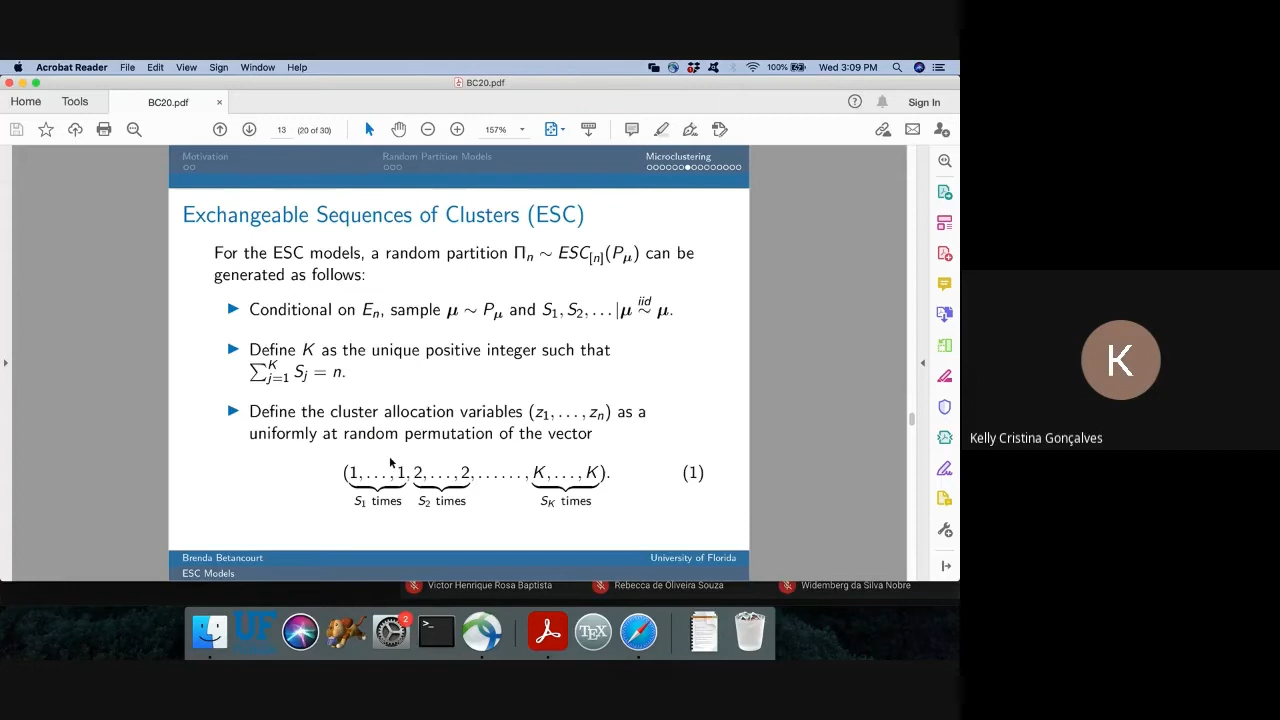 Acrobat Reader File Edit View Sign Window Help 100% Wed 3:09 PM
BC20.pdf
Home Tools BC20.pdf × Sign In
13 (20 of 30) 157%
Motivation Random Partition Models Microclustering
Exchangeable Sequences of Clusters (ESC)
For the ESC models, a random partition Πₙ ∼ ESC[n](P𝝁) can be
generated as follows:
Conditional on Eₙ, sample 𝝁 ∼ P𝝁 and S₁, S₂, . . . |𝝁 iid∼ 𝝁.
Define K as the unique positive integer such that
∑ᴷⱼ₌₁ Sⱼ = n.
Define the cluster allocation variables (z₁, . . . , zₙ) as a
uniformly at random permutation of the vector
(1, . . . , 1, 2, . . . , 2, . . . . . . , K, . . . , K). (1)
S₁ times S₂ times S_K times
Brenda Betancourt University of Florida
ESC Models
Victor Henrique Rosa Baptista Rebecca de Oliveira Souza Widemberg da Silva Nobre
UF 2 TEX
K
Kelly Cristina Gonçalves